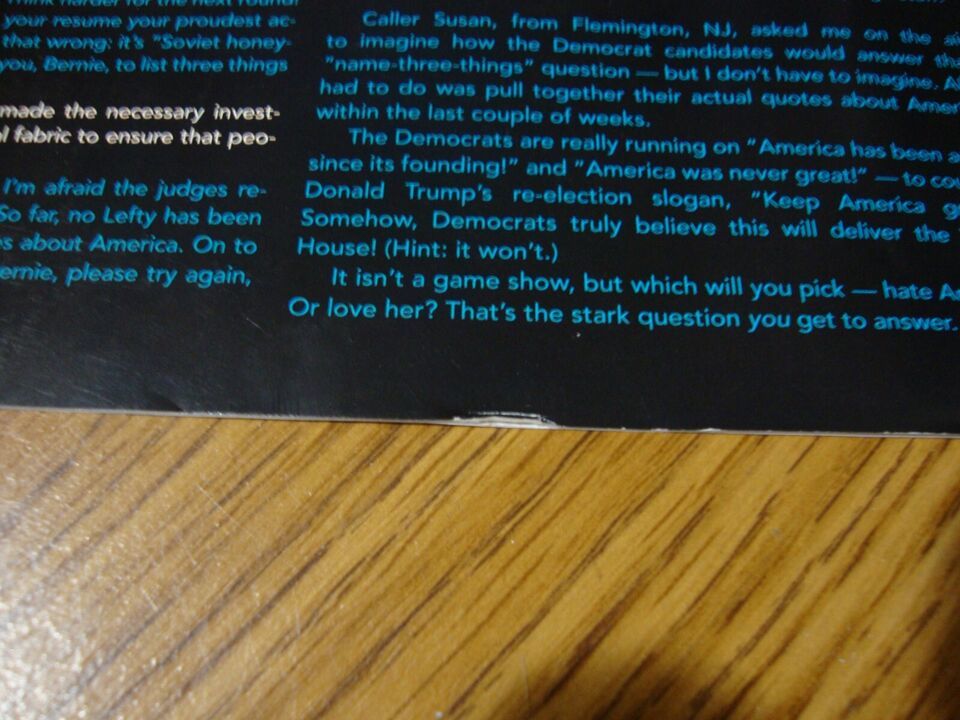 your resume your proudest ac-
that wrong: it's "Soviet honey-
you, Bernie, to list three things
made the necessary invest-
fabric to ensure that peo-
I'm afraid the judges re-
So far, no Lefty has been
about America. On to
please try again,
Caller Susan, from Flemington, NJ, asked me on the
to imagine how the Democrat candidates would answer
"name-three-things" question — but I don't have to imagine.
had to do was pull together their actual quotes about
within the last couple of weeks.
The Democrats are really running on "America has been
since its founding!" and "America was never great!" — to
Donald Trump's re-election slogan, "Keep America
Somehow, Democrats truly believe this will deliver the
House! (Hint: it won't.)
It isn't a game show, but which will you pick — hate
Or love her? That's the stark question you get to answer.